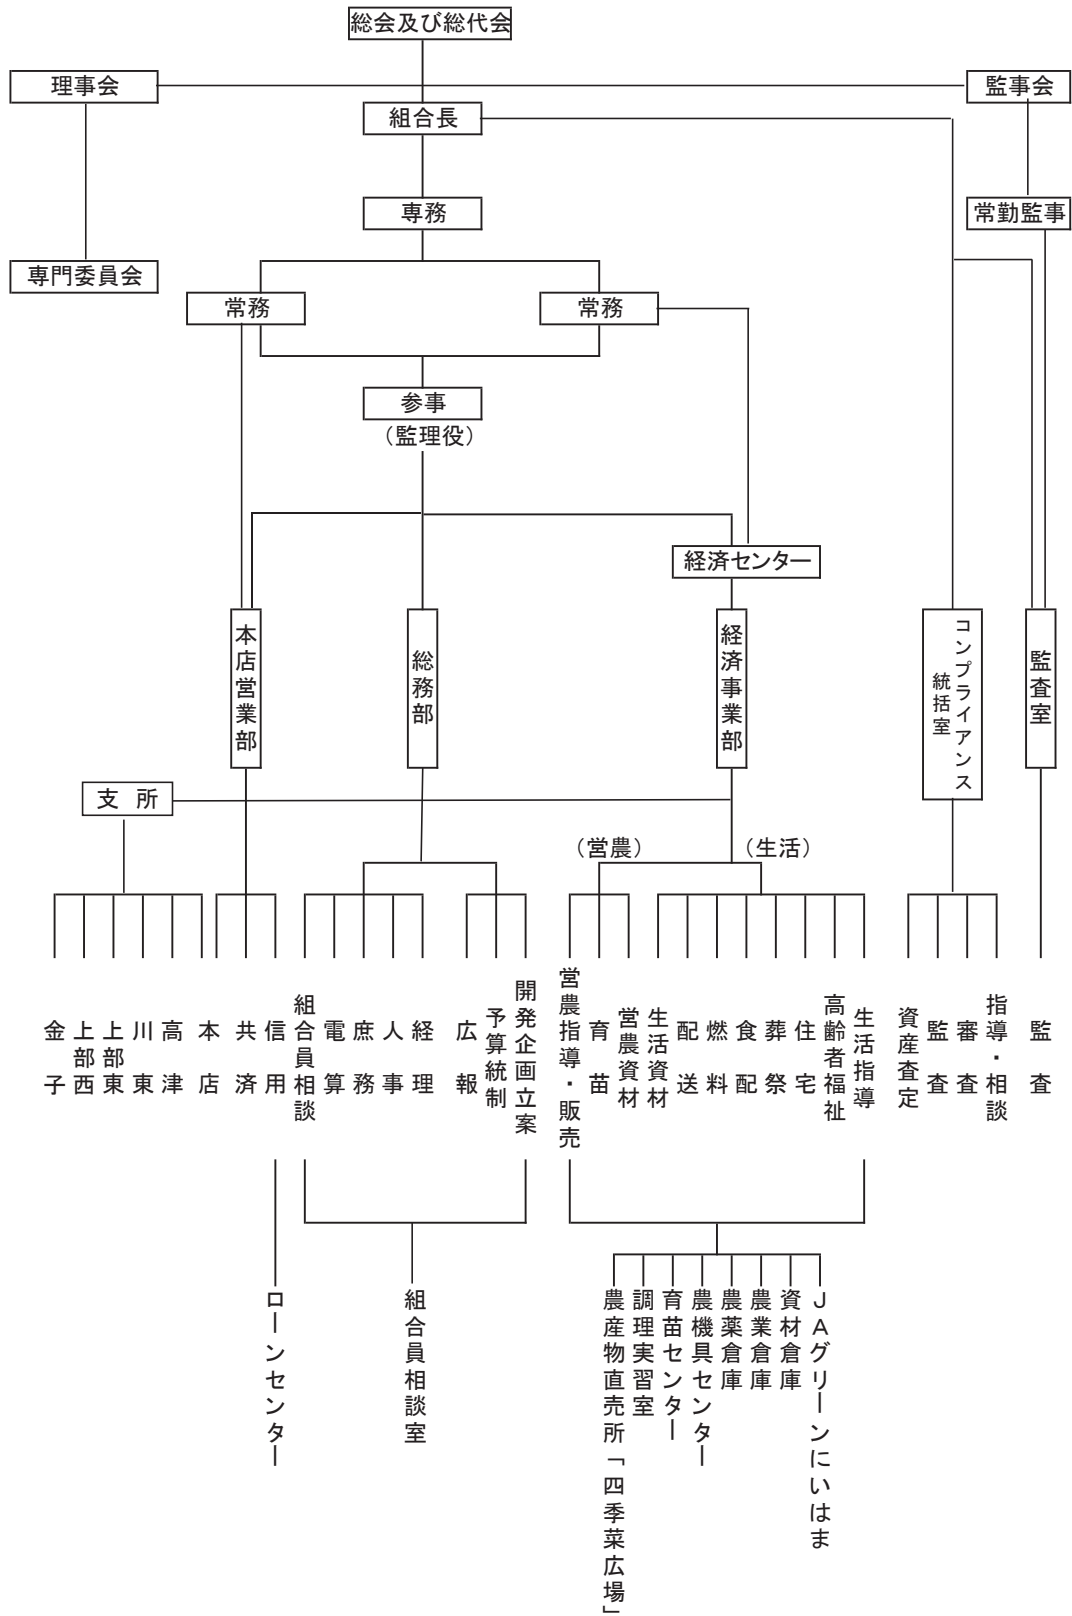 総会及び総代会
理事会
監事会
組合長
専務
常勤監事
専門委員会
常務
常務
参事
（監理役）
経済センター
本店営業部
総務部
経済事業部
コンプライアンス
統括室
監査室
支　所
（営農）
（生活）
金子
上部西
上部東
川東
高津
本店
共済
信用
組合員相談
電算
庶務
人事
経理
広報
予算統制
開発企画立案
営農指導・販売
育苗
営農資材
生活資材
配送
燃料
食配
葬祭
住宅
高齢者福祉
生活指導
資産査定
監査
審査
指導・相談
監査
ローンセンター
組合員相談室
農産物直売所「四季菜広場」
調理実習室
育苗センター
農機具センター
農薬倉庫
農業倉庫
資材倉庫
ＪＡグリーンにいはま